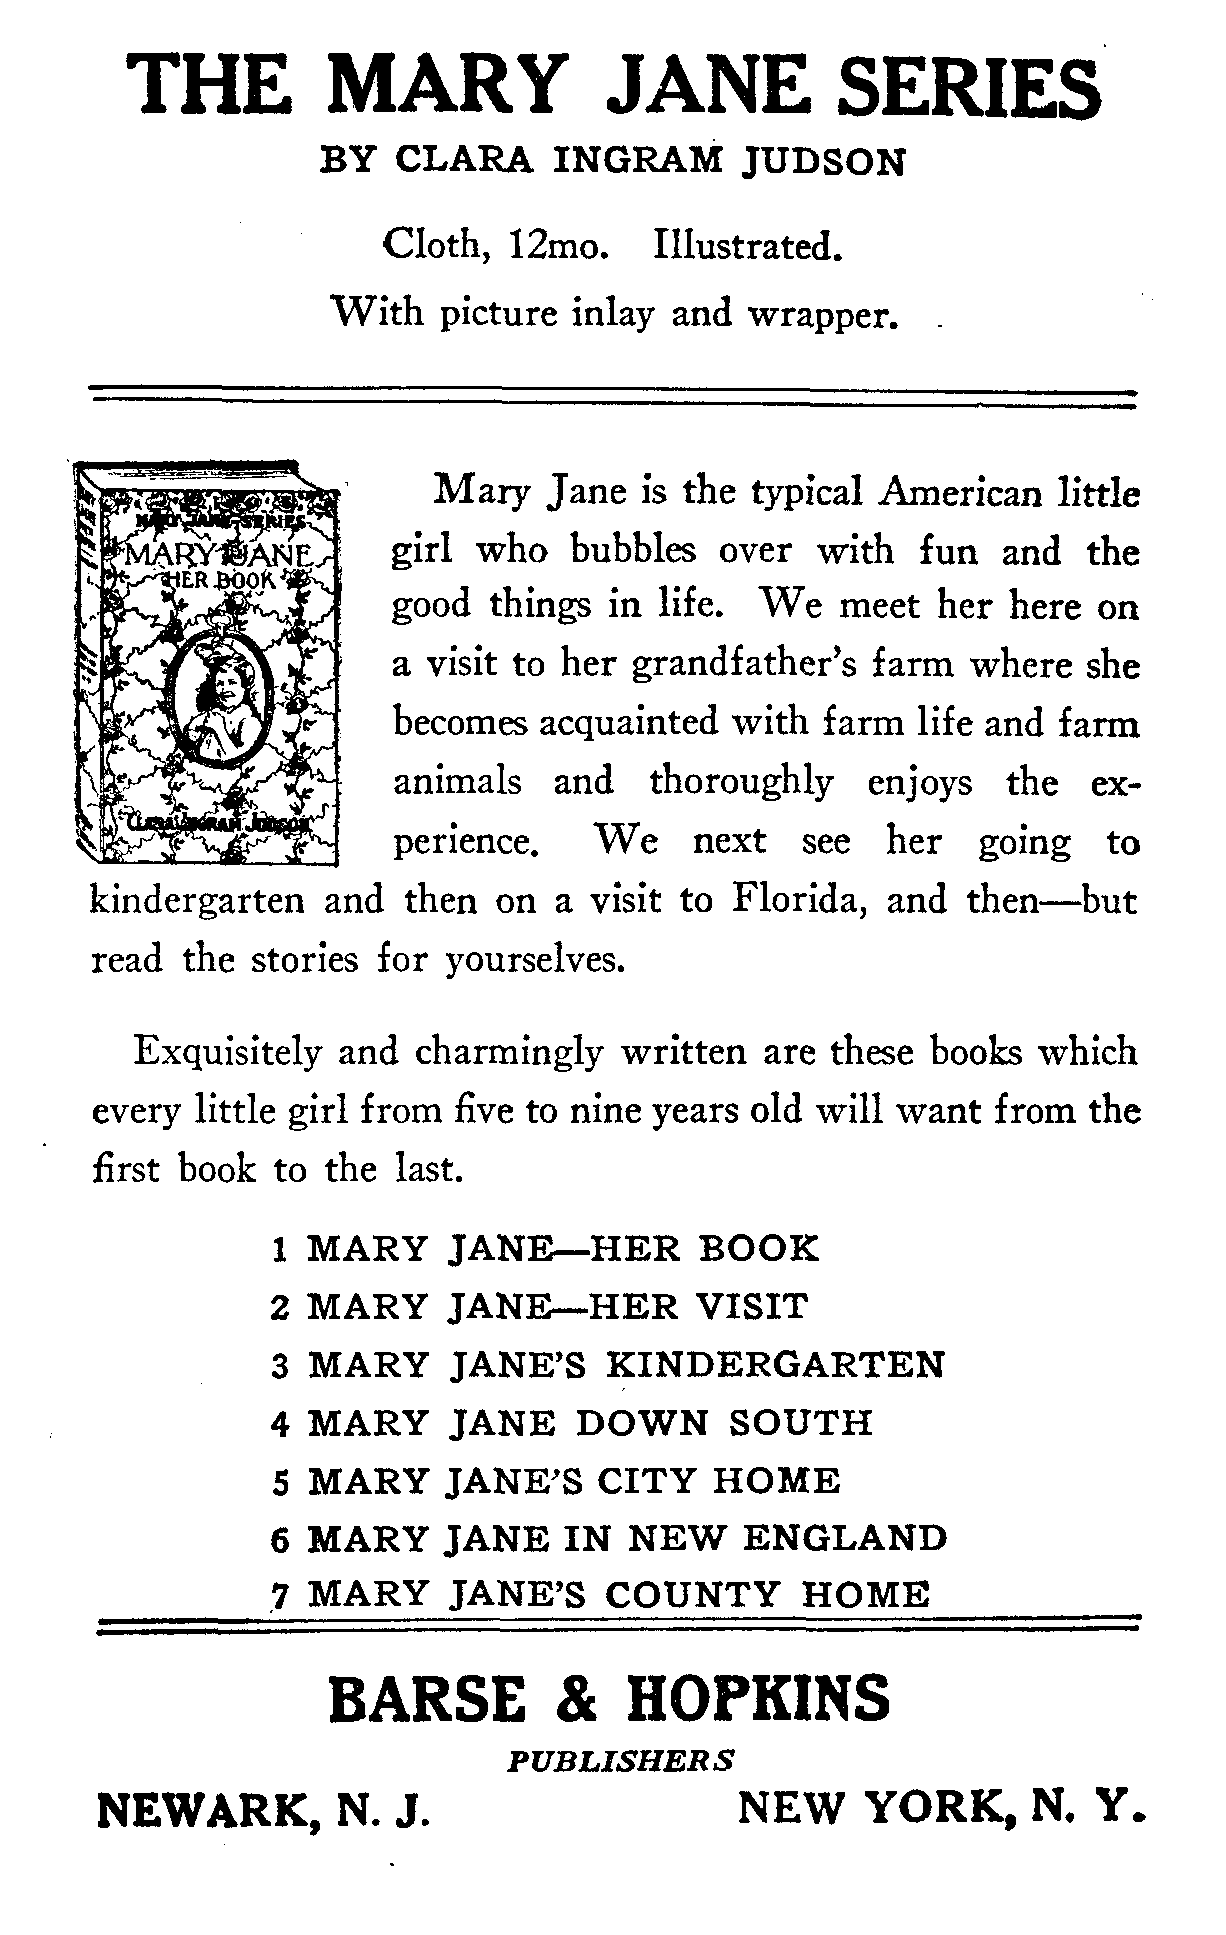 THE MARY JANE SERIES
BY CLARA INGRAM JUDSON
Cloth, 12mo. Illustrated.
With picture inlay and wrapper.
MARY JANE SERIES
MARY JANE
HER BOOK
CLARA INGRAM JUDSON
Mary Jane is the typical American little
girl who bubbles over with fun and the
good things in life. We meet her here on
a visit to her grandfather's farm where she
becomes acquainted with farm life and farm
animals and thoroughly enjoys the ex-
perience. We next see her going to
kindergarten and then on a visit to Florida, and then—but
read the stories for yourselves.
Exquisitely and charmingly written are these books which
every little girl from five to nine years old will want from the
first book to the last.
1 MARY JANE—HER BOOK
2 MARY JANE—HER VISIT
3 MARY JANE'S KINDERGARTEN
4 MARY JANE DOWN SOUTH
5 MARY JANE'S CITY HOME
6 MARY JANE IN NEW ENGLAND
7 MARY JANE'S COUNTY HOME
BARSE & HOPKINS
PUBLISHERS
NEWARK, N. J. NEW YORK, N. Y.